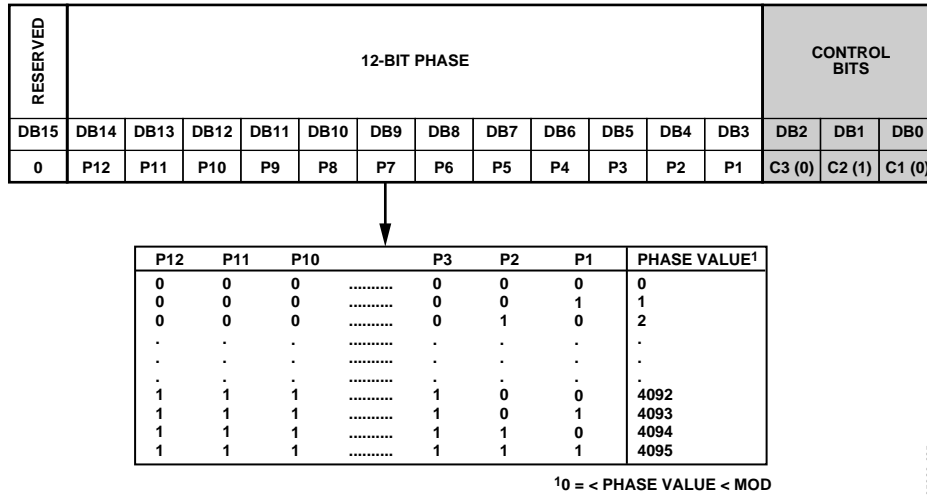 RESERVED
12-BIT PHASE
CONTROL
BITS
DB15 DB14 DB13 DB12 DB11 DB10 DB9 DB8 DB7 DB6 DB5 DB4 DB3 DB2 DB1 DB0
0 P12 P11 P10 P9 P8 P7 P6 P5 P4 P3 P2 P1 C3 (0) C2 (1) C1 (0)
P12 P11 P10 P3 P2 P1 PHASE VALUE1
0 0 0 .......... 0 0 0 0
0 0 0 .......... 0 0 1 1
0 0 0 .......... 0 1 0 2
. . . .......... . . . .
. . . .......... . . . .
. . . .......... . . . .
1 1 1 .......... 1 0 0 4092
1 1 1 .......... 1 0 1 4093
1 1 1 .......... 1 1 0 4094
1 1 1 .......... 1 1 1 4095
10 = < PHASE VALUE < MOD